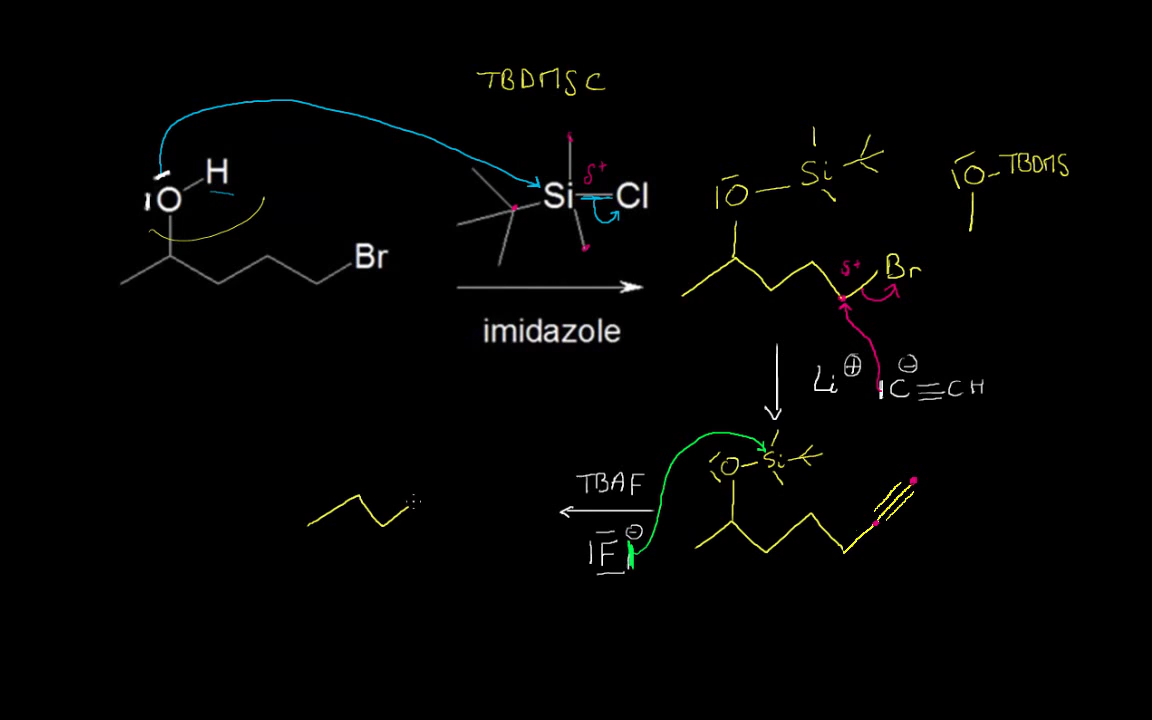 TBDMSC
H
O
Si δ+ Cl
Br
imidazole
O Si
O-TBDMS
δ+ Br
Li ⊕ C ⊖ ≡CH
O-Si
TBAF
F ⊖